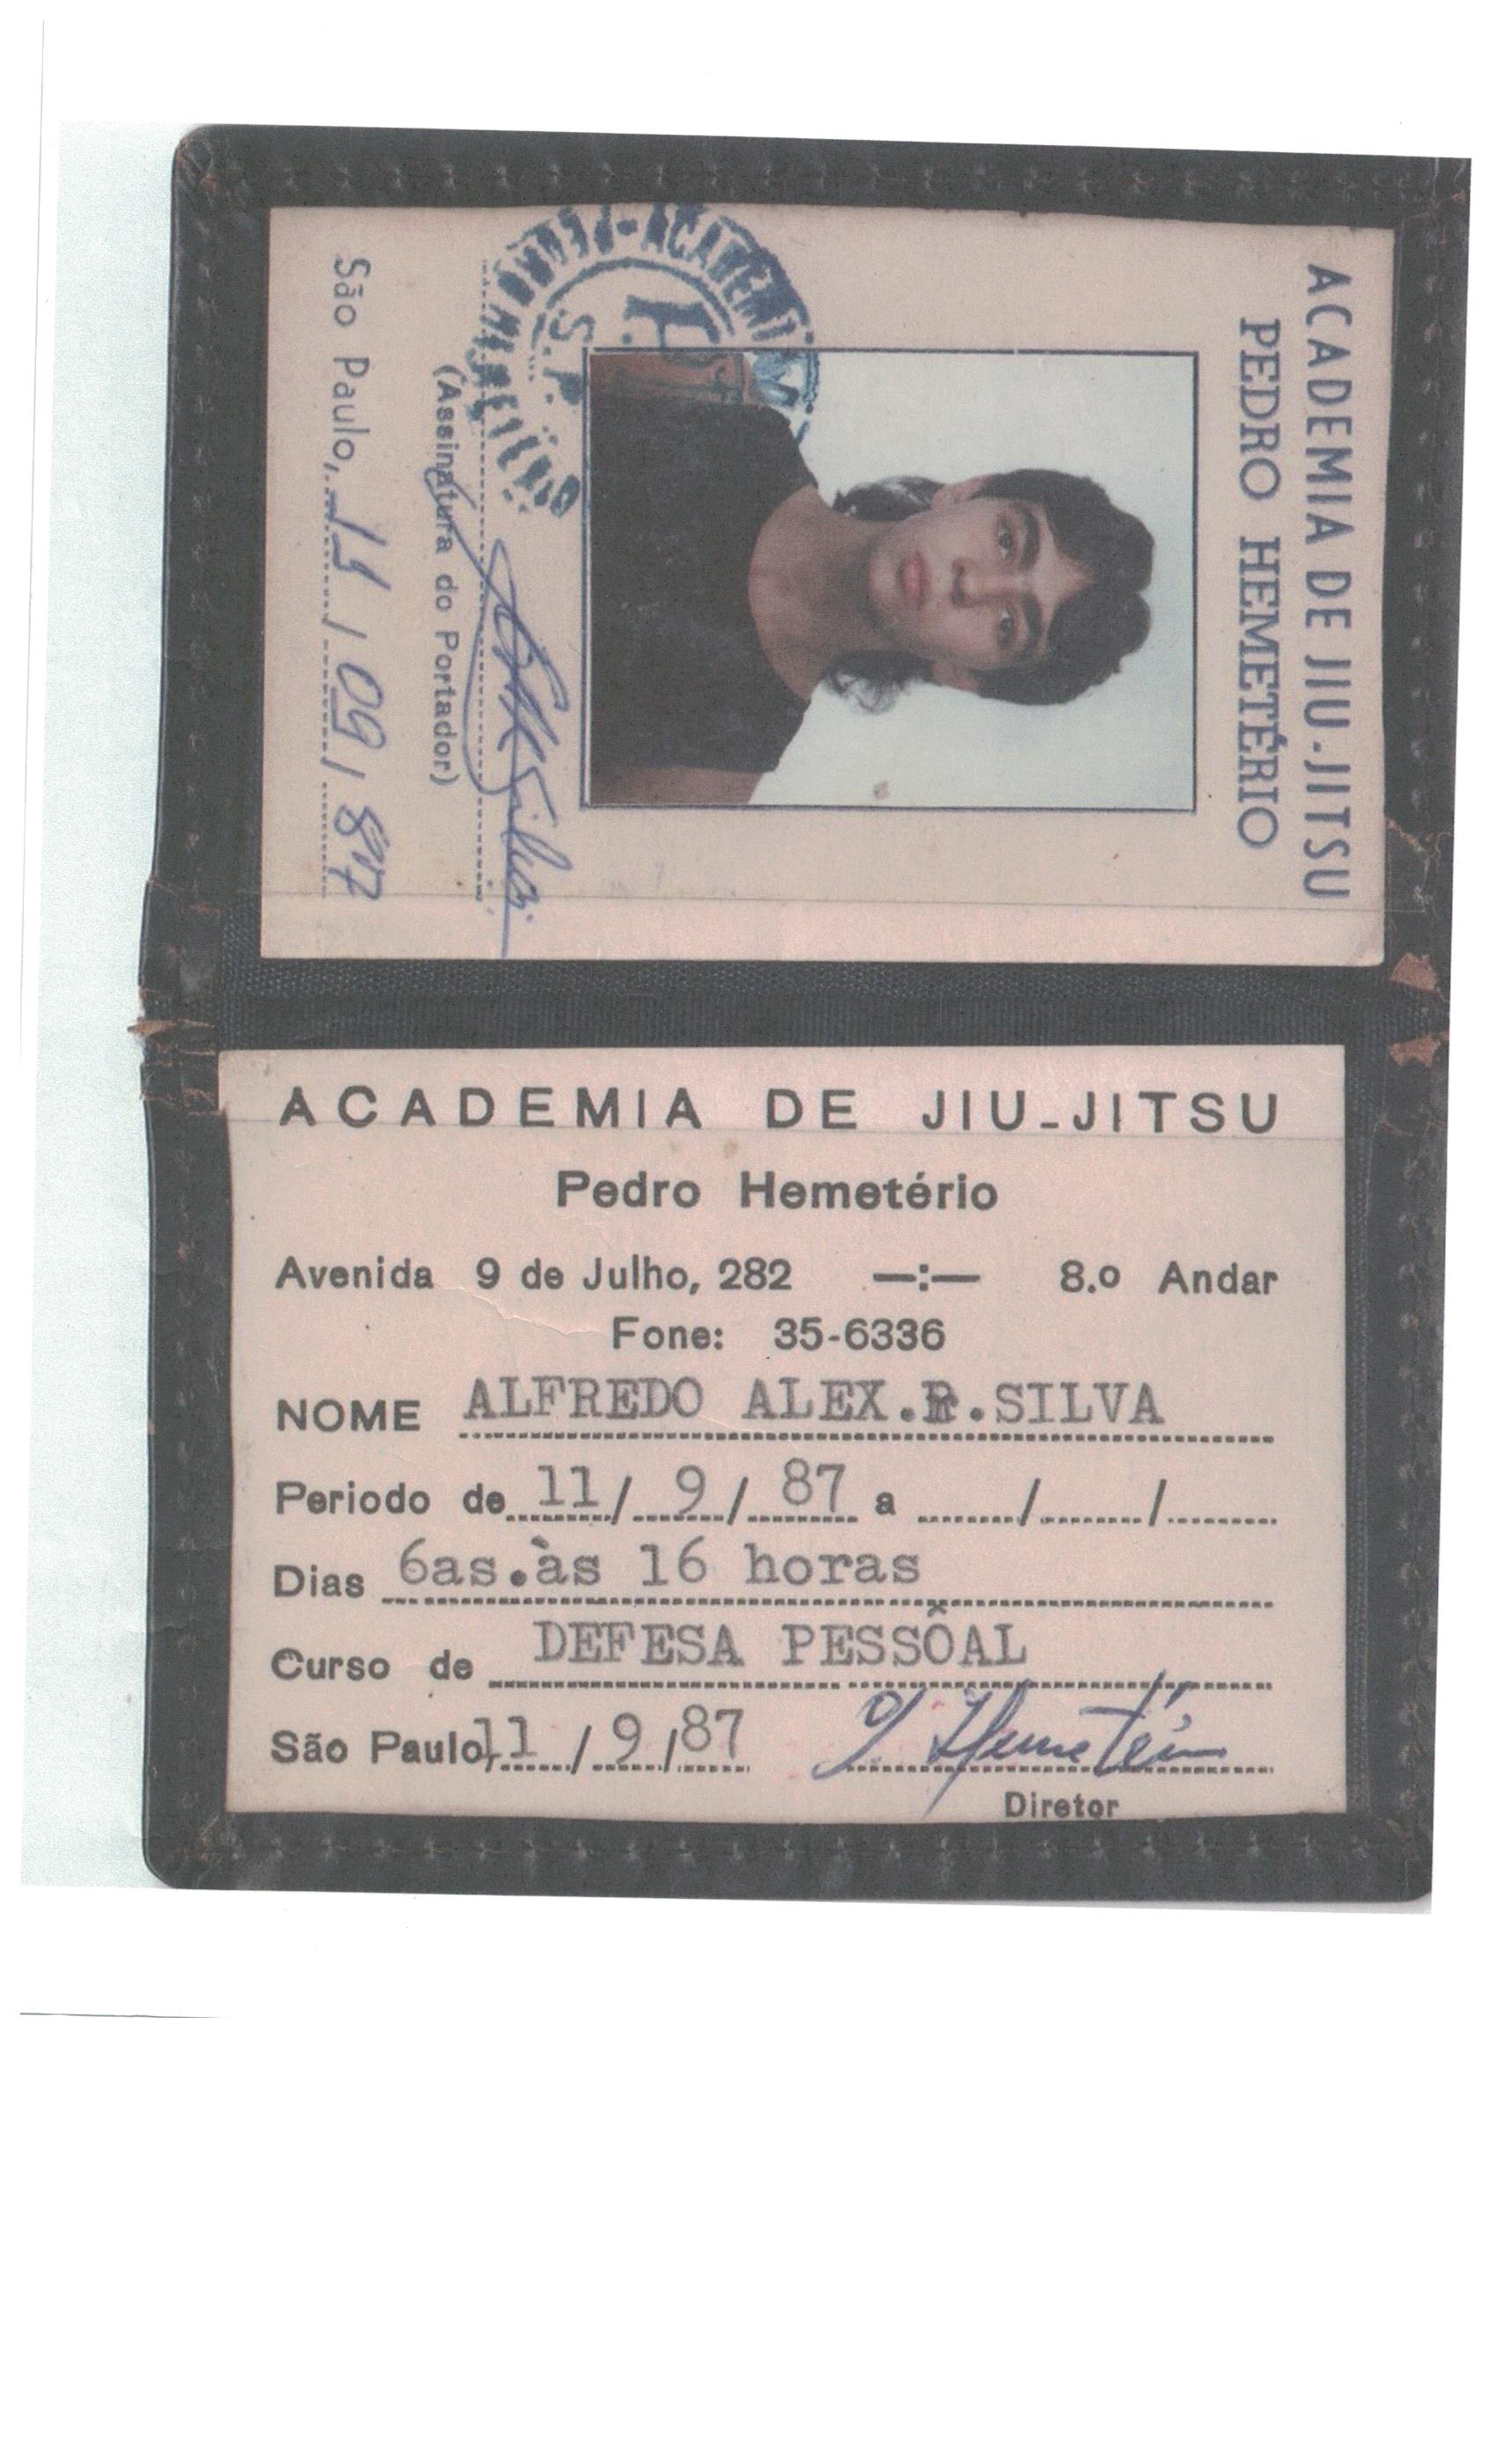 ACADEMIA DE JIU-JITSU
PEDRO HEMETÉRIO
(Assinatura do Portador)
São Paulo, 15 / 09 / 87
ACADEMIA DE JIU-JITSU
Pedro Hemetério
Avenida 9 de Julho, 282 —:— 8.o Andar
Fone: 35-6336
NOME ALFREDO ALEX.R.SILVA
Periodo de 11/ 9/ 87 a / /
Dias 6as.às 16 horas
Curso de DEFESA PESSÔAL
São Paulo, 11 / 9 / 87
Diretor